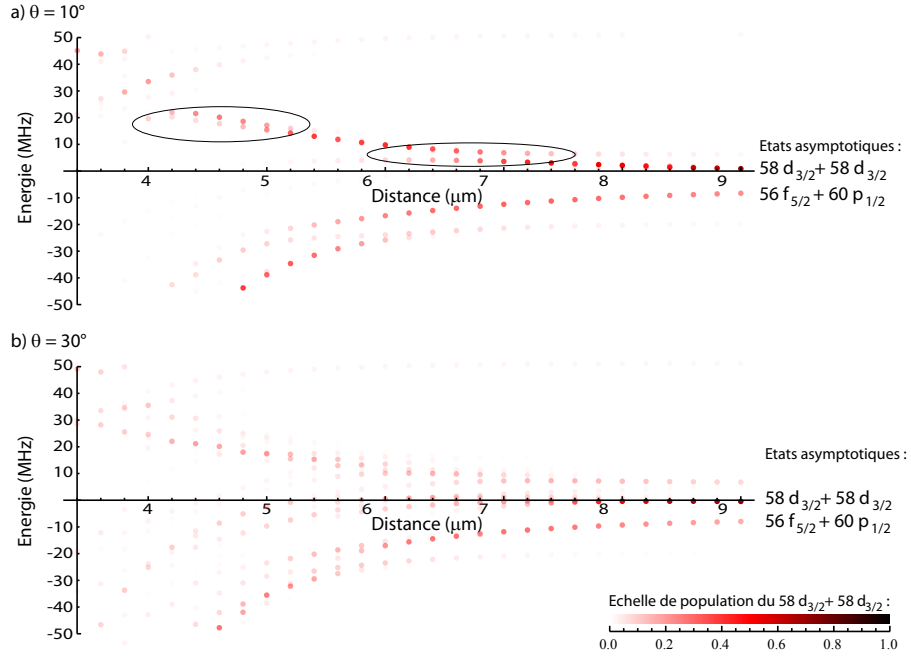 a) θ = 10°
50
40
30
20
10
0
-10
-20
-30
-40
-50
Energie (MHz)
4 5 6 7 8 9
Distance (μm)
Etats asymptotiques :
58 d3/2 + 58 d3/2
56 f5/2 + 60 p1/2
b) θ = 30°
50
40
30
20
10
0
-10
-20
-30
-40
-50
Energie (MHz)
4 5 6 7 8 9
Distance (μm)
Etats asymptotiques :
58 d3/2 + 58 d3/2
56 f5/2 + 60 p1/2
Echelle de population du 58 d3/2 + 58 d3/2 :
0.0 0.2 0.4 0.6 0.8 1.0